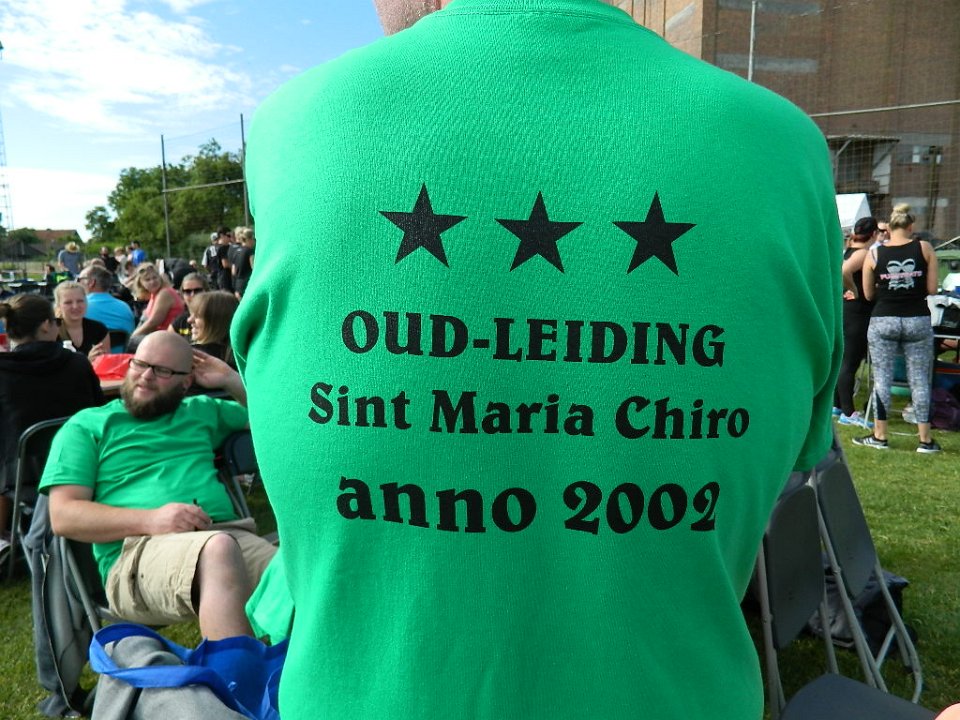 OUD-LEIDING
Sint Maria Chiro
anno 2002